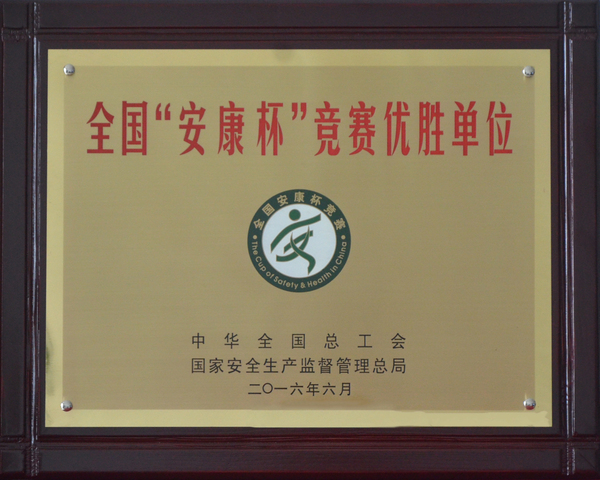 全国“安康杯”竞赛优胜单位
全国安康杯竞赛
The Cup of Safety & Health in China
中华全国总工会
国家安全生产监督管理总局
二〇一六年六月